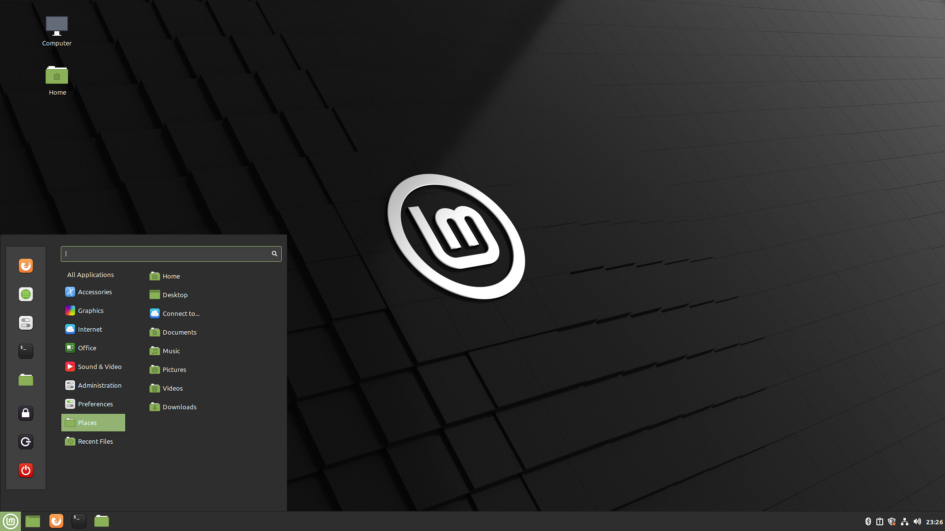 Computer
Home
All Applications
Accessories
Graphics
Internet
Office
Sound & Video
Administration
Preferences
Places
Recent Files
Home
Desktop
Connect to...
Documents
Music
Pictures
Videos
Downloads
23:26